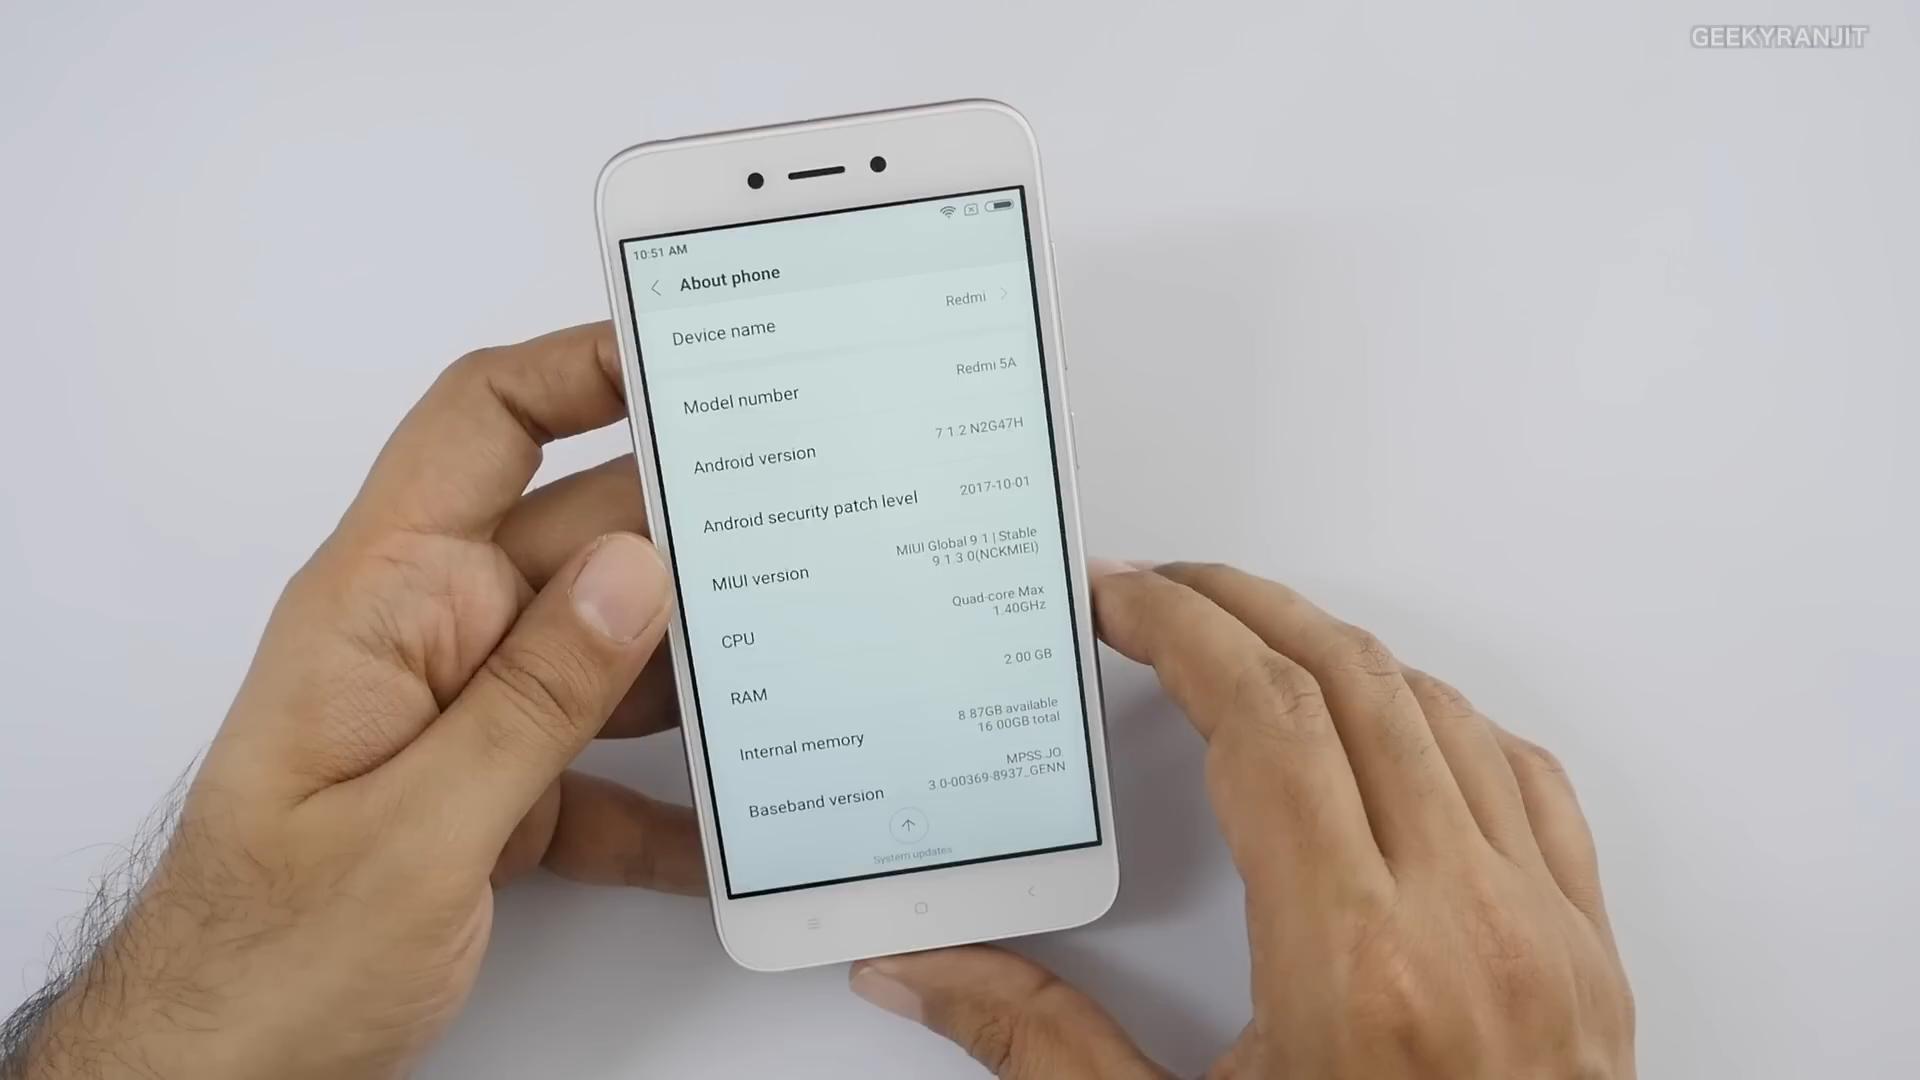 GEEKYRANJIT
10:51 AM
About phone
Device name
Redmi
Model number
Redmi 5A
Android version
7 1.2 N2G47H
Android security patch level
2017-10-01
MIUI version
MIUI Global 9 1 | Stable
9 1 3 0(NCKMIEI)
CPU
Quad-core Max
1.40GHz
RAM
2 00 GB
Internal memory
8 87GB available
16 00GB total
Baseband version
MPSS JO
3 0-00369-8937_GENN
System updates